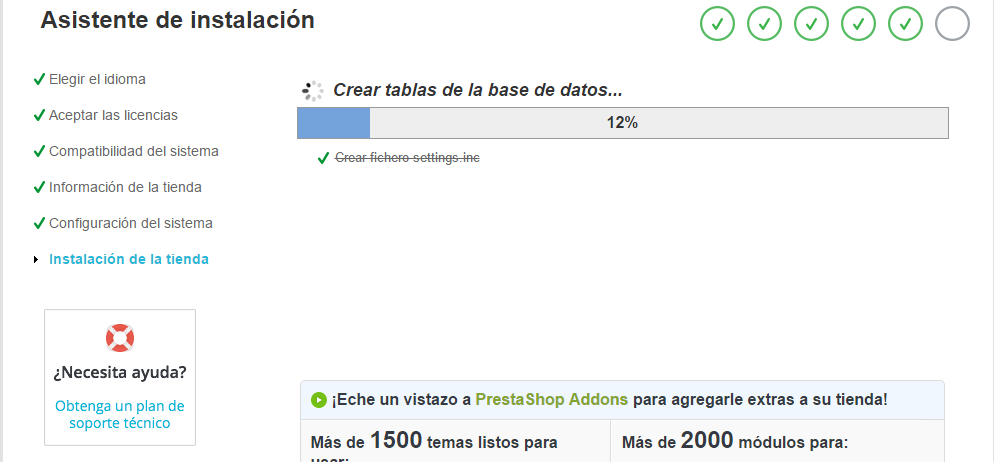 Asistente de instalación
Elegir el idioma
Aceptar las licencias
Compatibilidad del sistema
Información de la tienda
Configuración del sistema
Instalación de la tienda
¿Necesita ayuda?
Obtenga un plan de
soporte técnico
Crear tablas de la base de datos...
12%
Crear fichero settings.inc
¡Eche un vistazo a PrestaShop Addons para agregarle extras a su tienda!
Más de 1500 temas listos para
usar:
Más de 2000 módulos para: